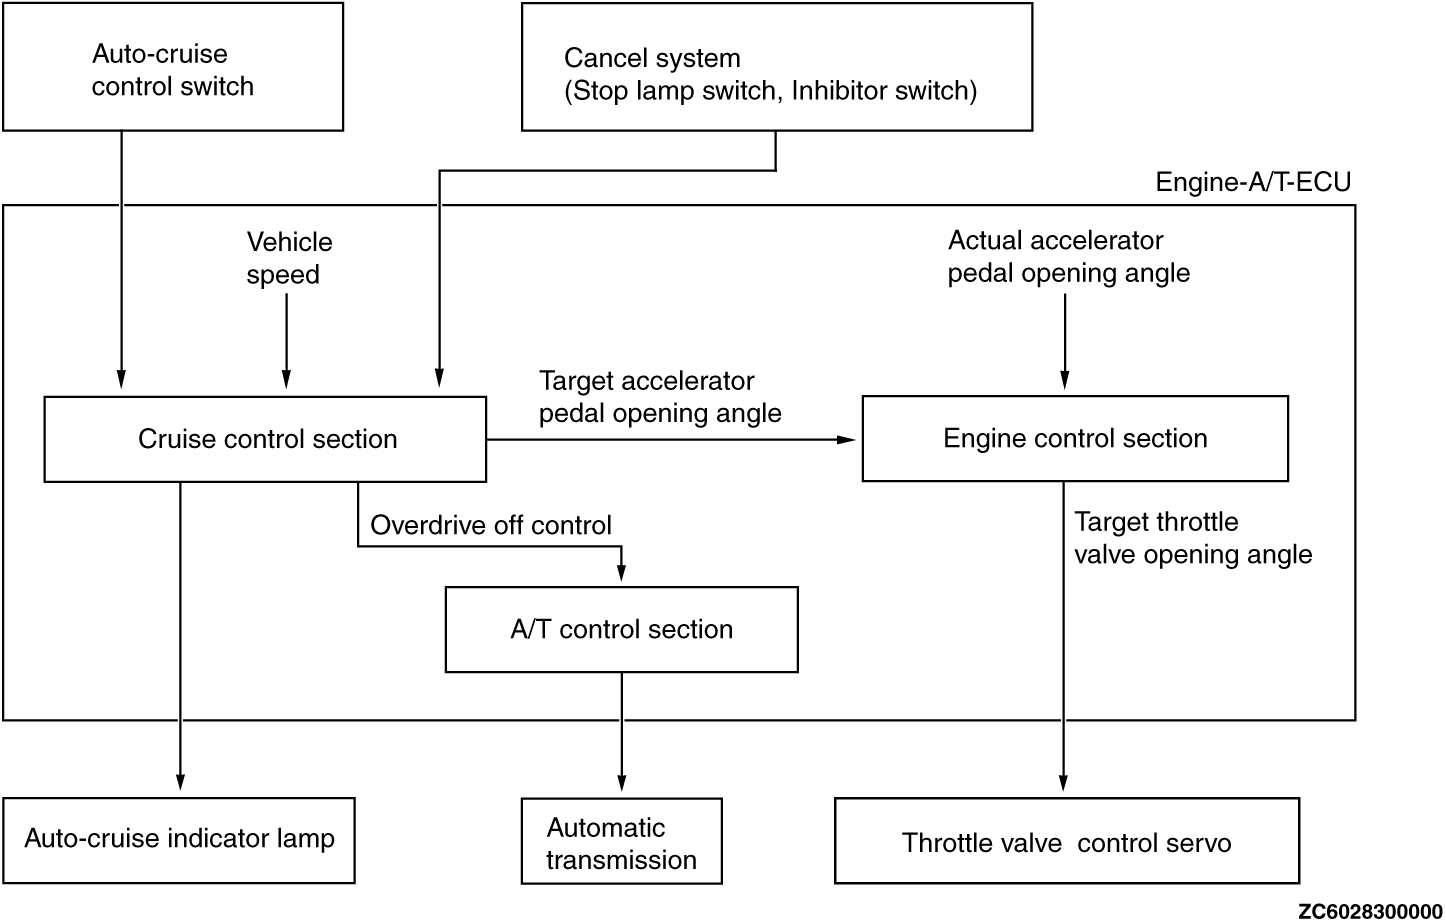 Auto-cruise
control switch
Cancel system
(Stop lamp switch, Inhibitor switch)
Engine-A/T-ECU
Vehicle
speed
Actual accelerator
pedal opening angle
Target accelerator
pedal opening angle
Cruise control section
Engine control section
Overdrive off control
Target throttle
valve opening angle
A/T control section
Auto-cruise indicator lamp
Automatic
transmission
Throttle valve control servo
ZC6028300000